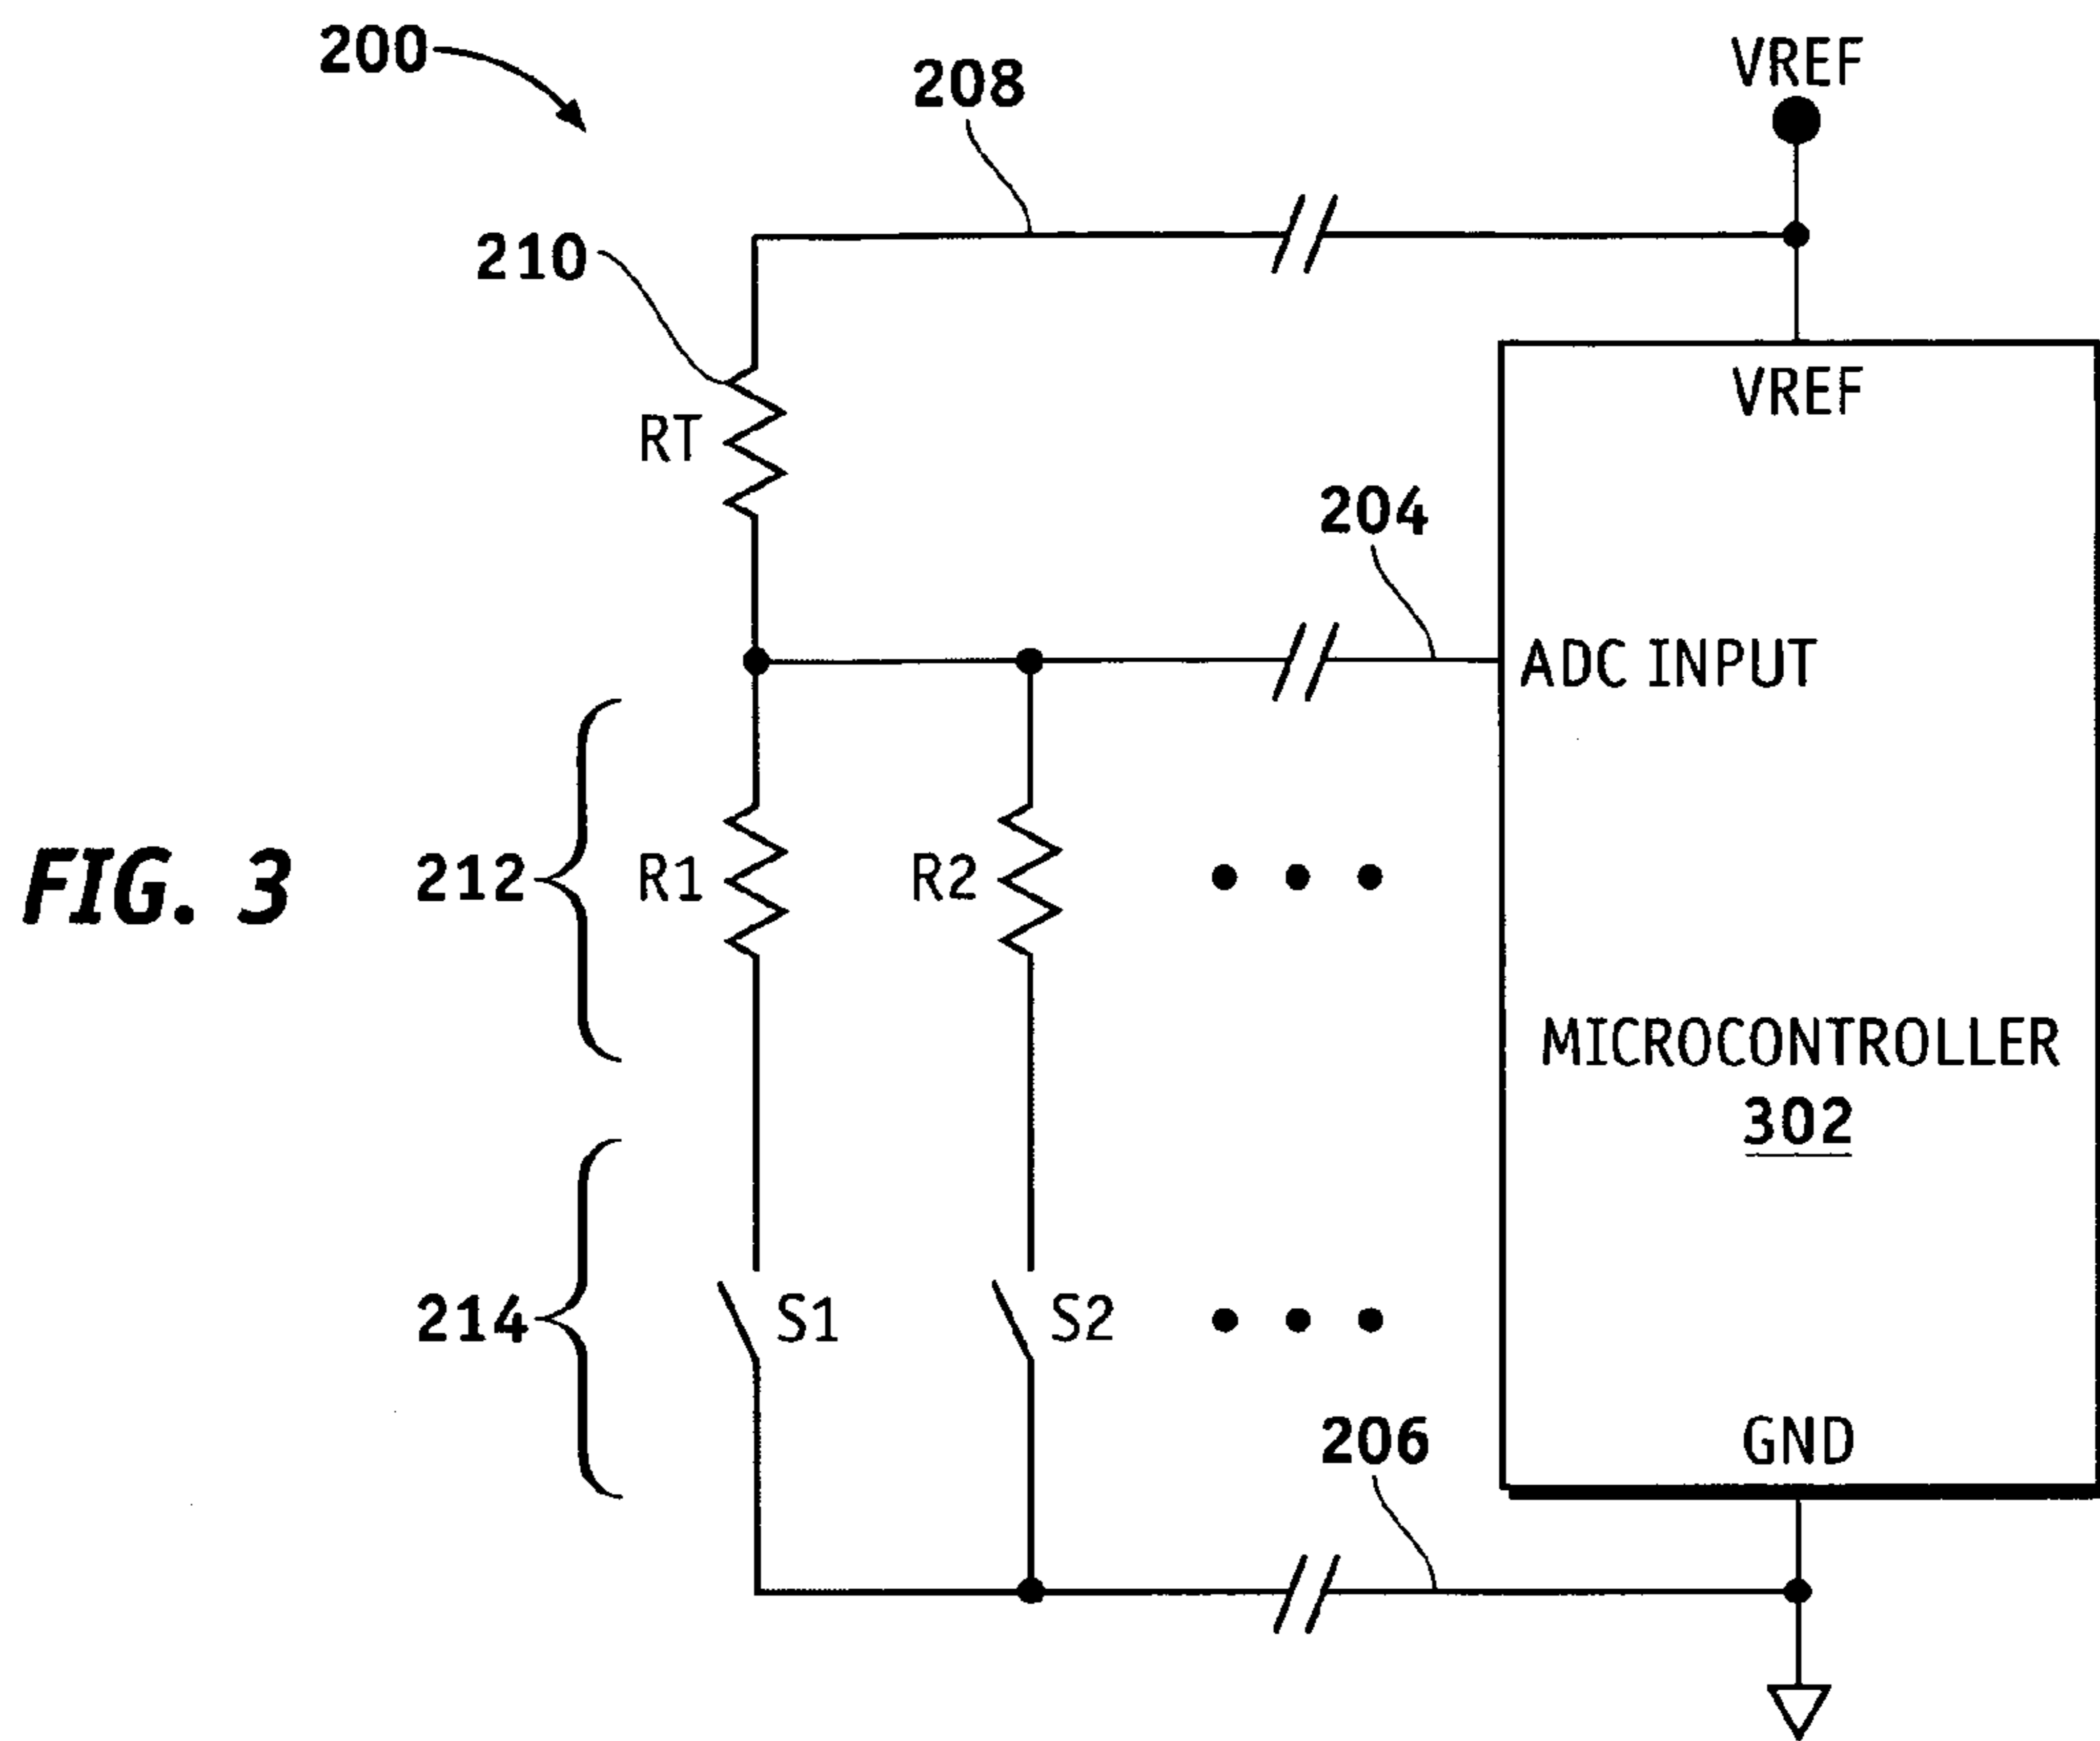 200
208
VREF
210
VREF
RT
204
ADC INPUT
FIG. 3
212
R1
R2
MICROCONTROLLER
302
214
S1
S2
206
GND